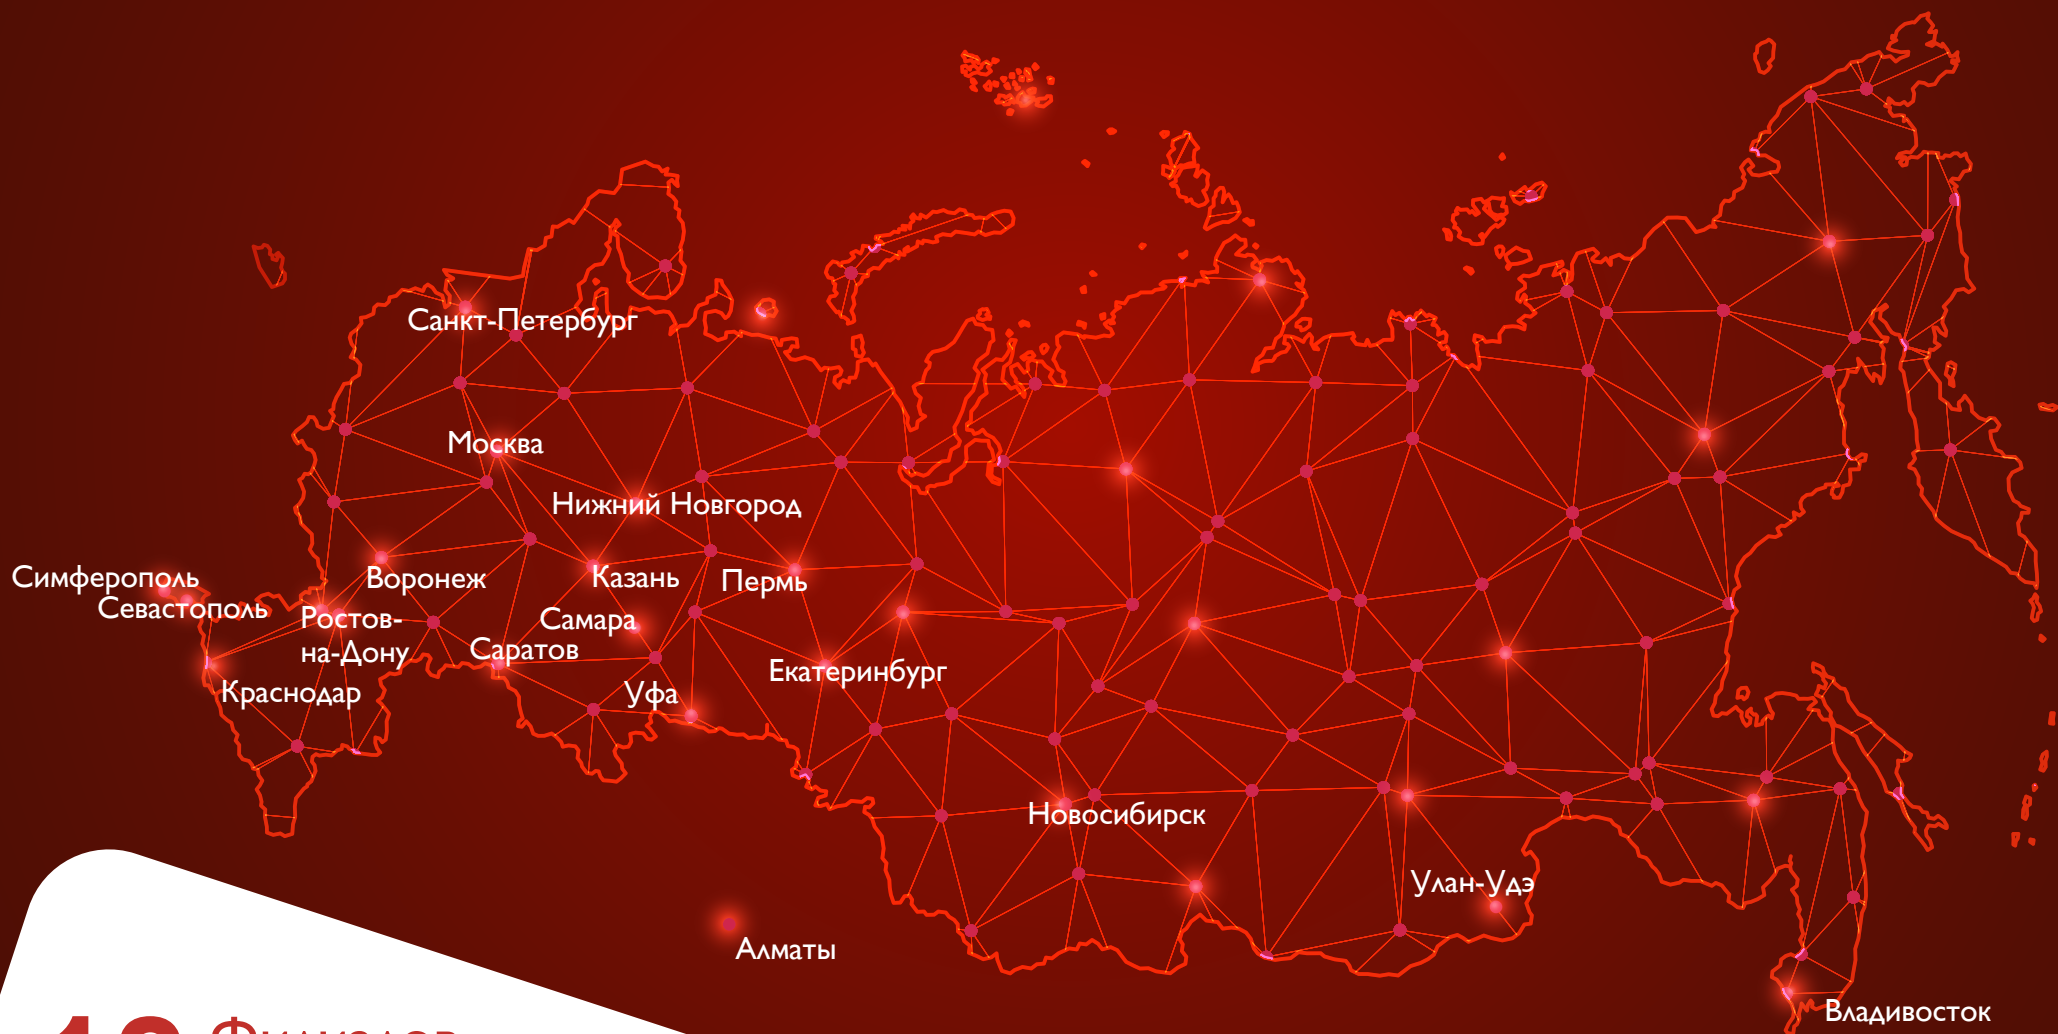 Санкт-Петербург
Москва
Нижний Новгород
Симферополь
Воронеж
Казань
Пермь
Севастополь
Ростов-
на-Дону
Самара
Саратов
Екатеринбург
Краснодар
Уфа
Новосибирск
Улан-Удэ
Алматы
Владивосток